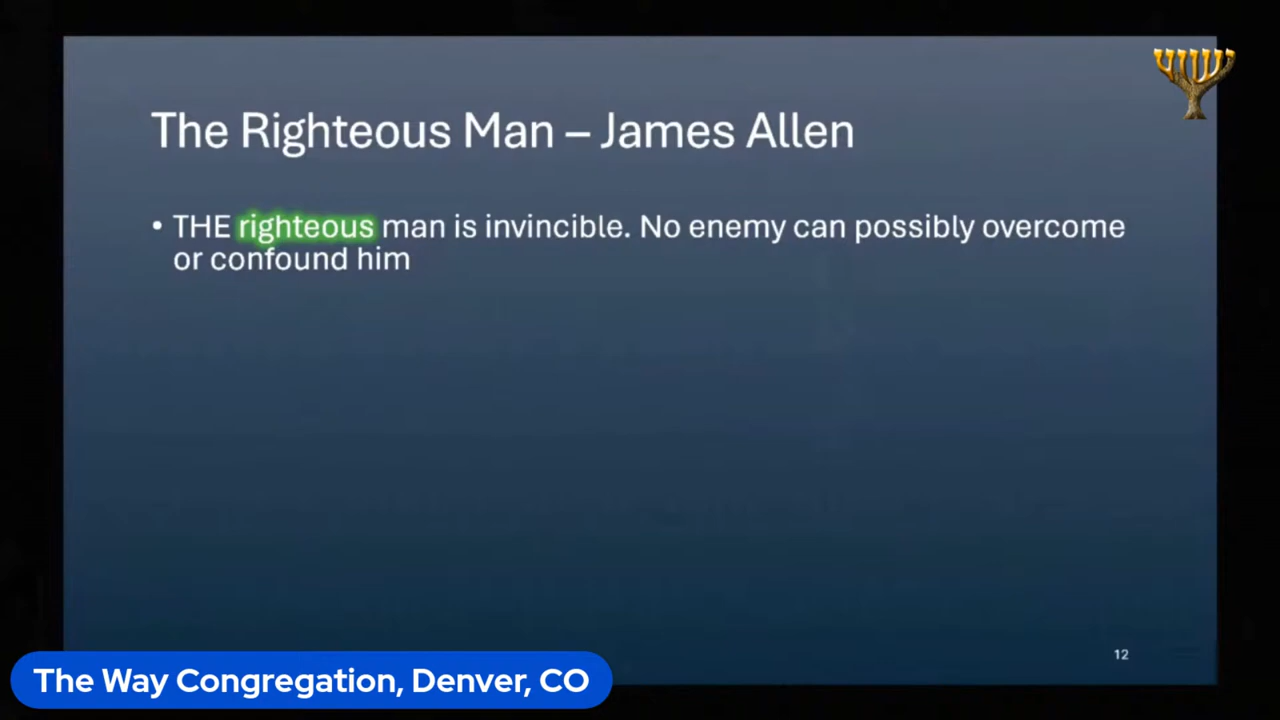 The Righteous Man – James Allen
• THE righteous man is invincible. No enemy can possibly overcome
or confound him
12
The Way Congregation, Denver, CO